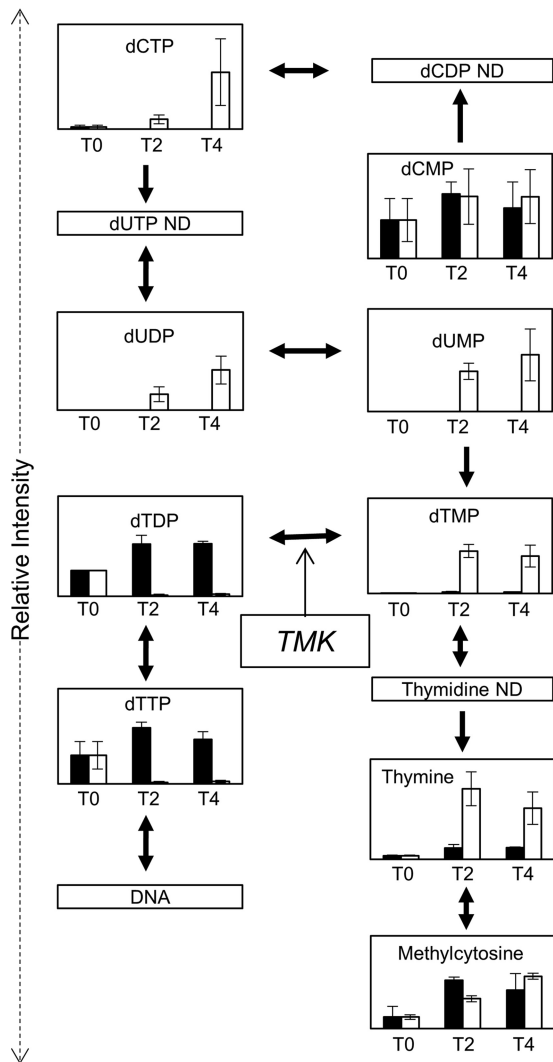 dCTP
T0 T2 T4
dCDP ND
dCMP
T0 T2 T4
dUTP ND
dUDP
T0 T2 T4
dUMP
T0 T2 T4
Relative Intensity
dTDP
T0 T2 T4
dTMP
T0 T2 T4
TMK
Thymidine ND
dTTP
T0 T2 T4
Thymine
T0 T2 T4
DNA
Methylcytosine
T0 T2 T4